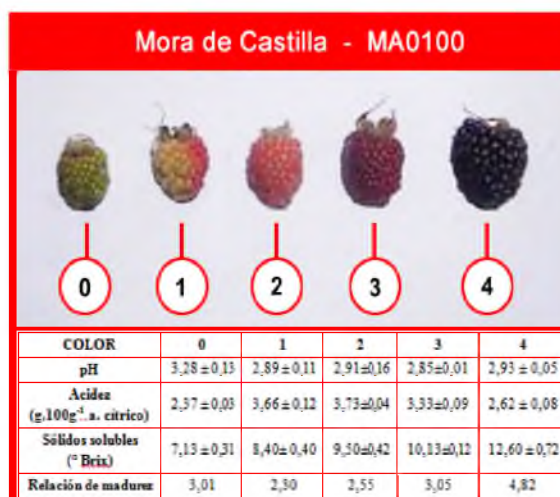 Mora de Castilla - MA0100
0 1 2 3 4
COLOR 0 1 2 3 4
pH 3,28 ± 0,13 2,89 ± 0,11 2,91±0,16 2,85±0,01 2,93 ± 0,05
Acidez
(g.100g⁻¹ a. cítrico) 2,37 ± 0,03 3,66 ± 0,12 3,73±0,04 3,33±0,09 2,62 ± 0,08
Sólidos solubles
(° Brix) 7,13 ± 0,31 8,40± 0,40 9,50±0,42 10,13±0,12 12,60 ± 0,72
Relación de madurez 3,01 2,30 2,55 3,05 4,82